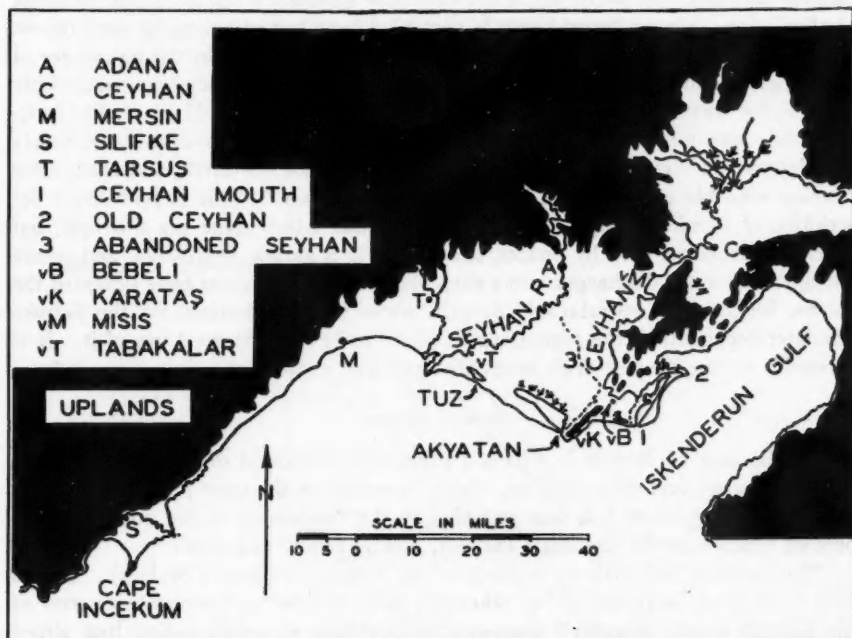 A ADANA
C CEYHAN
M MERSIN
S SILIFKE
T TARSUS
1 CEYHAN MOUTH
2 OLD CEYHAN
3 ABANDONED SEYHAN
vB BEBELI
vK KARATAŞ
vM MISIS
vT TABAKALAR
UPLANDS
C
A
T
vM
SEYHAN R.
CEYHAN R.
M
vT
3
2
TUZ
ISKENDERUN GULF
AKYATAN
vK vB 1
N
SCALE IN MILES
10 5 0 10 20 30 40
S
CAPE
INCEKUM